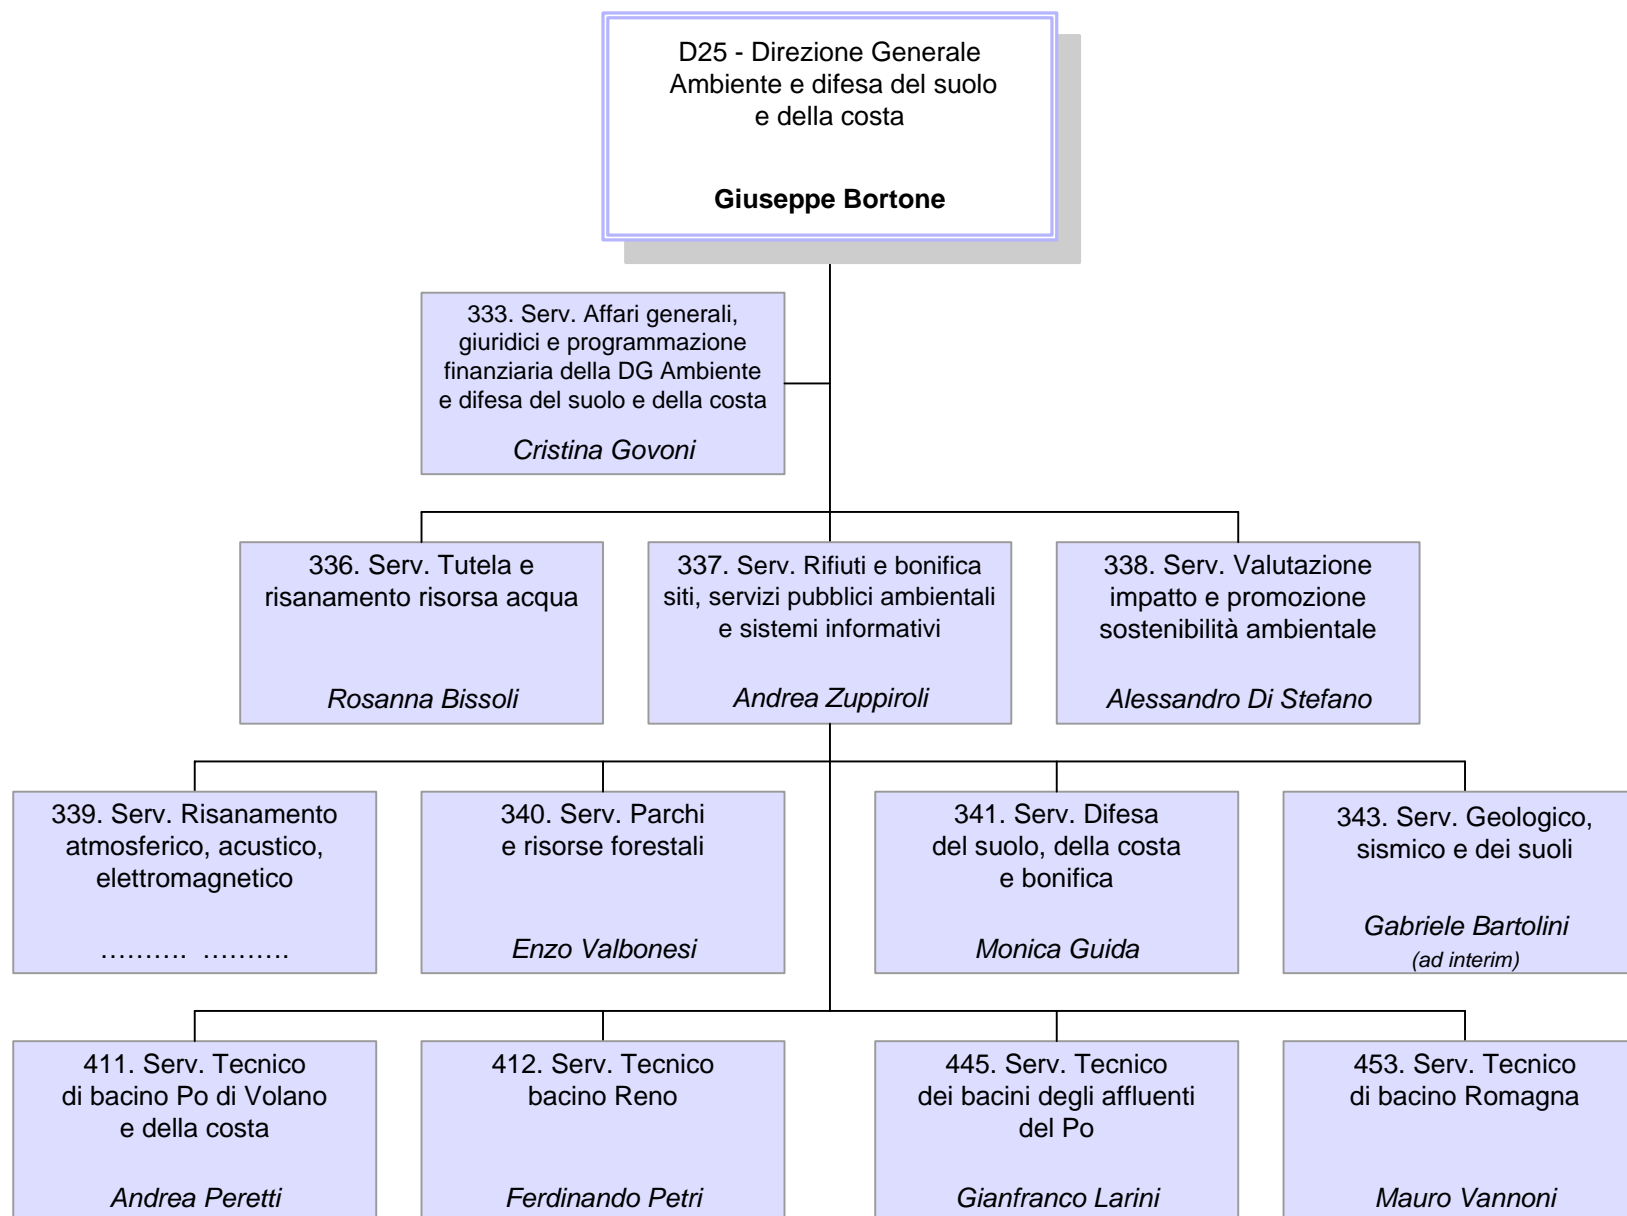 D25 - Direzione Generale
Ambiente e difesa del suolo
e della costa
Giuseppe Bortone
333. Serv. Affari generali,
giuridici e programmazione
finanziaria della DG Ambiente
e difesa del suolo e della costa
Cristina Govoni
336. Serv. Tutela e
risanamento risorsa acqua
Rosanna Bissoli
337. Serv. Rifiuti e bonifica
siti, servizi pubblici ambientali
e sistemi informativi
Andrea Zuppiroli
338. Serv. Valutazione
impatto e promozione
sostenibilità ambientale
Alessandro Di Stefano
339. Serv. Risanamento
atmosferico, acustico,
elettromagnetico
………. ……….
340. Serv. Parchi
e risorse forestali
Enzo Valbonesi
341. Serv. Difesa
del suolo, della costa
e bonifica
Monica Guida
343. Serv. Geologico,
sismico e dei suoli
Gabriele Bartolini
(ad interim)
411. Serv. Tecnico
di bacino Po di Volano
e della costa
Andrea Peretti
412. Serv. Tecnico
bacino Reno
Ferdinando Petri
445. Serv. Tecnico
dei bacini degli affluenti
del Po
Gianfranco Larini
453. Serv. Tecnico
di bacino Romagna
Mauro Vannoni